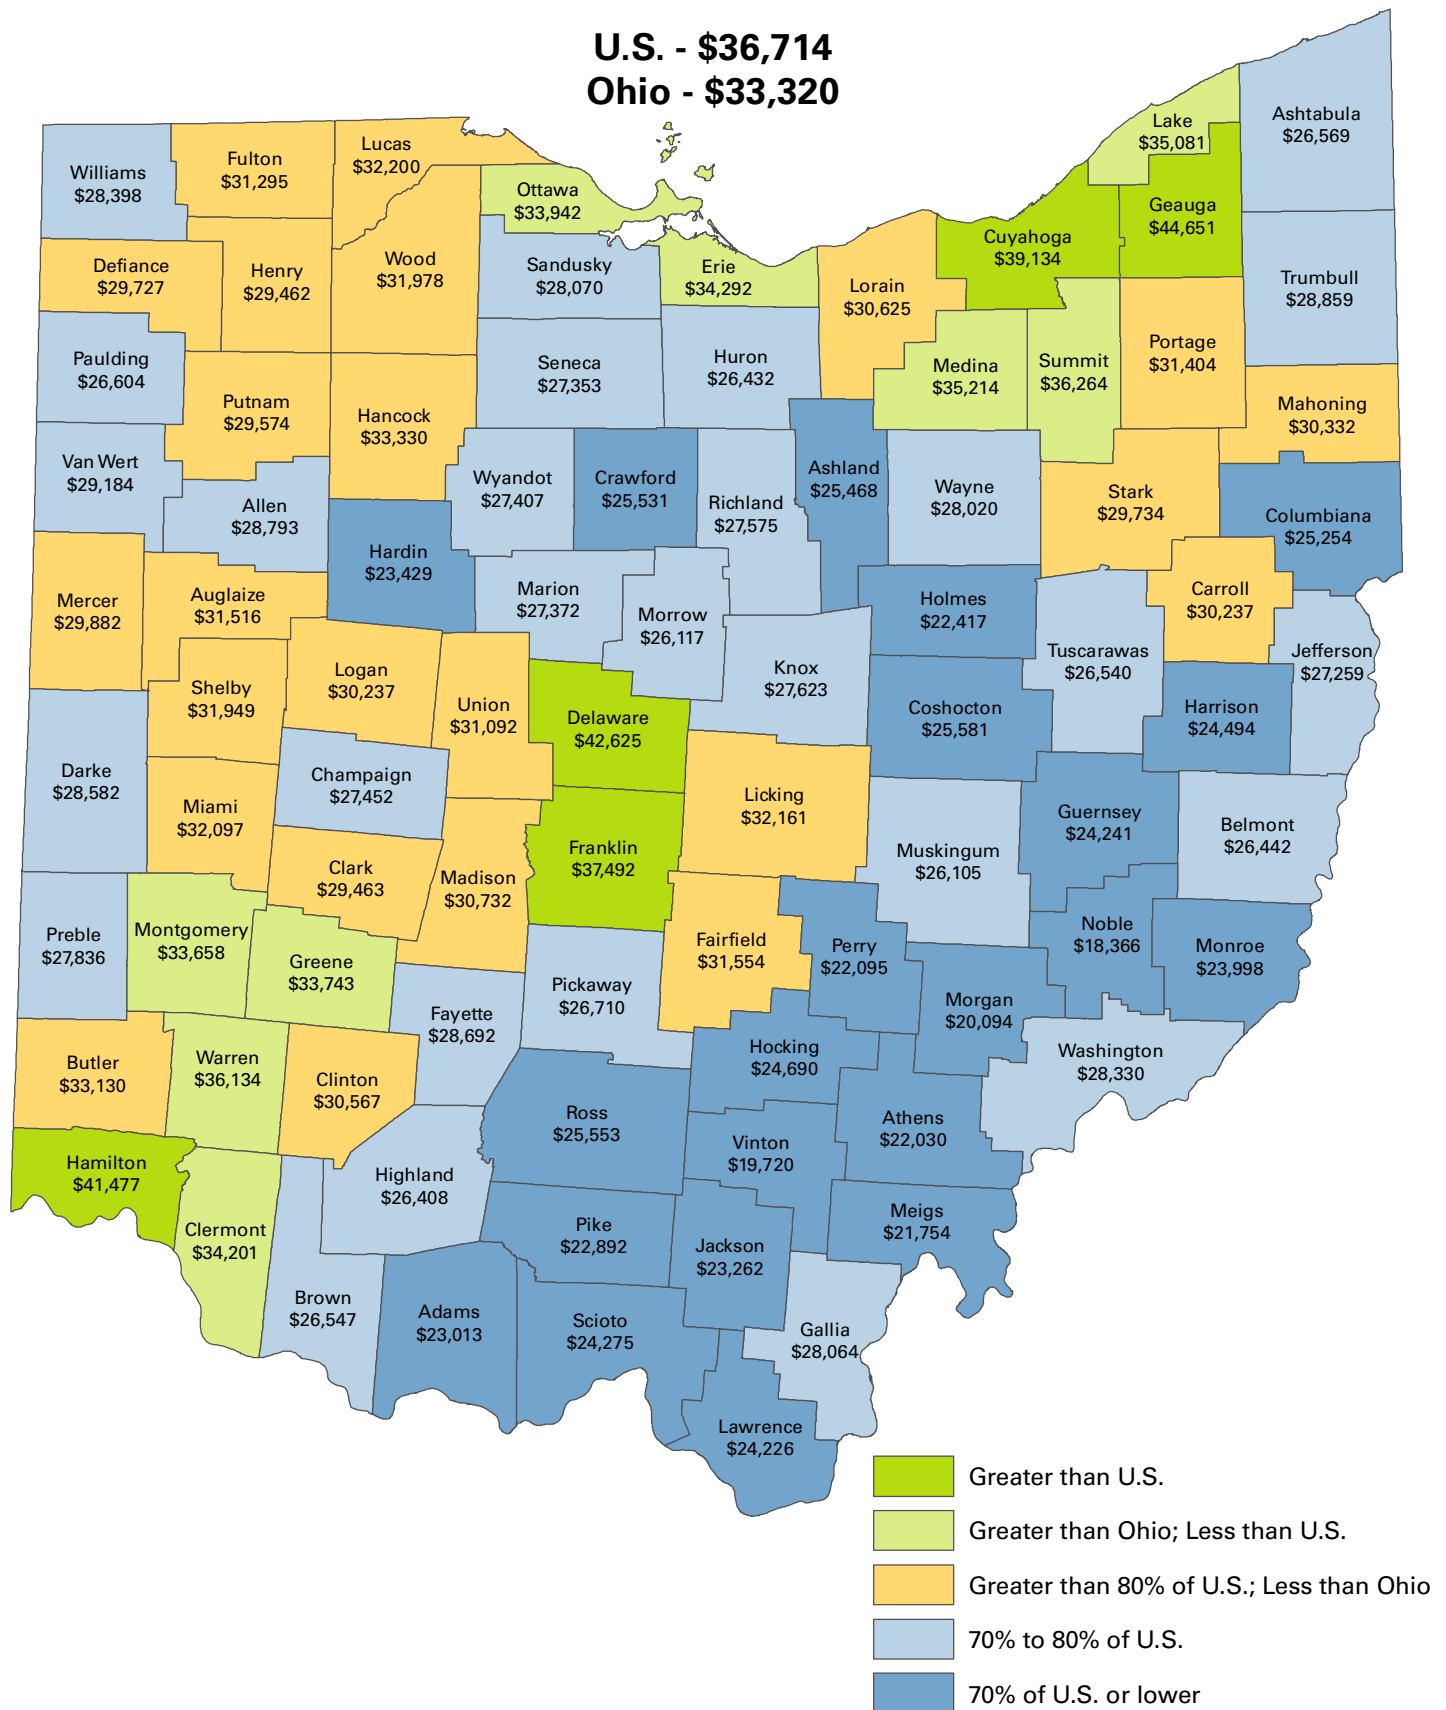 U.S. - $36,714
Ohio - $33,320
Ashtabula
$26,569
Lake
$35,081
Geauga
$44,651
Cuyahoga
$39,134
Trumbull
$28,859
Williams
$28,398
Fulton
$31,295
Lucas
$32,200
Ottawa
$33,942
Defiance
$29,727
Henry
$29,462
Wood
$31,978
Sandusky
$28,070
Erie
$34,292
Lorain
$30,625
Medina
$35,214
Summit
$36,264
Portage
$31,404
Mahoning
$30,332
Paulding
$26,604
Putnam
$29,574
Hancock
$33,330
Seneca
$27,353
Huron
$26,432
Van Wert
$29,184
Allen
$28,793
Hardin
$23,429
Wyandot
$27,407
Crawford
$25,531
Richland
$27,575
Ashland
$25,468
Wayne
$28,020
Stark
$29,734
Columbiana
$25,254
Mercer
$29,882
Auglaize
$31,516
Marion
$27,372
Morrow
$26,117
Knox
$27,623
Holmes
$22,417
Tuscarawas
$26,540
Carroll
$30,237
Jefferson
$27,259
Shelby
$31,949
Logan
$30,237
Union
$31,092
Delaware
$42,625
Coshocton
$25,581
Harrison
$24,494
Darke
$28,582
Miami
$32,097
Champaign
$27,452
Clark
$29,463
Madison
$30,732
Franklin
$37,492
Licking
$32,161
Muskingum
$26,105
Guernsey
$24,241
Belmont
$26,442
Preble
$27,836
Montgomery
$33,658
Greene
$33,743
Fayette
$28,692
Pickaway
$26,710
Fairfield
$31,554
Perry
$22,095
Morgan
$20,094
Noble
$18,366
Monroe
$23,998
Butler
$33,130
Warren
$36,134
Clinton
$30,567
Ross
$25,553
Hocking
$24,690
Athens
$22,030
Washington
$28,330
Hamilton
$41,477
Clermont
$34,201
Highland
$26,408
Vinton
$19,720
Meigs
$21,754
Pike
$22,892
Jackson
$23,262
Brown
$26,547
Adams
$23,013
Scioto
$24,275
Gallia
$28,064
Lawrence
$24,226
Greater than U.S.
Greater than Ohio; Less than U.S.
Greater than 80% of U.S.; Less than Ohio
70% to 80% of U.S.
70% of U.S. or lower